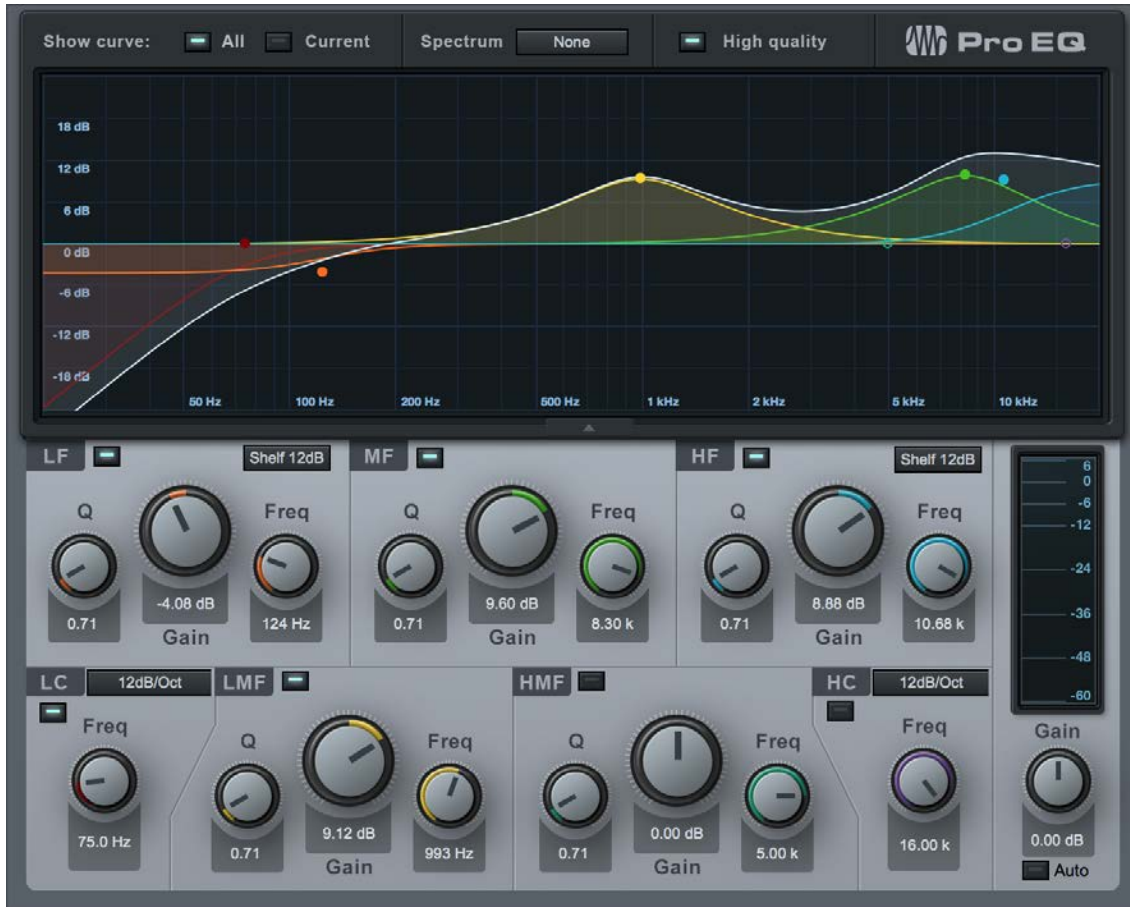 Show curve: All Current Spectrum None High quality Pro EQ
18 dB
12 dB
6 dB
0 dB
-6 dB
-12 dB
-18 dB
50 Hz 100 Hz 200 Hz 500 Hz 1 kHz 2 kHz 5 kHz 10 kHz
LF Shelf 12dB
Q Freq
-4.08 dB
0.71 124 Hz
Gain
MF
Q Freq
9.60 dB
0.71 8.30 k
Gain
HF Shelf 12dB
Q Freq
8.88 dB
0.71 10.68 k
Gain
6
0
-6
-12
-24
-36
-48
-60
LC 12dB/Oct
Freq
75.0 Hz
LMF
Q Freq
9.12 dB
0.71 993 Hz
Gain
HMF
Q Freq
0.00 dB
0.71 5.00 k
Gain
HC 12dB/Oct
Freq
16.00 k
Gain
0.00 dB
Auto